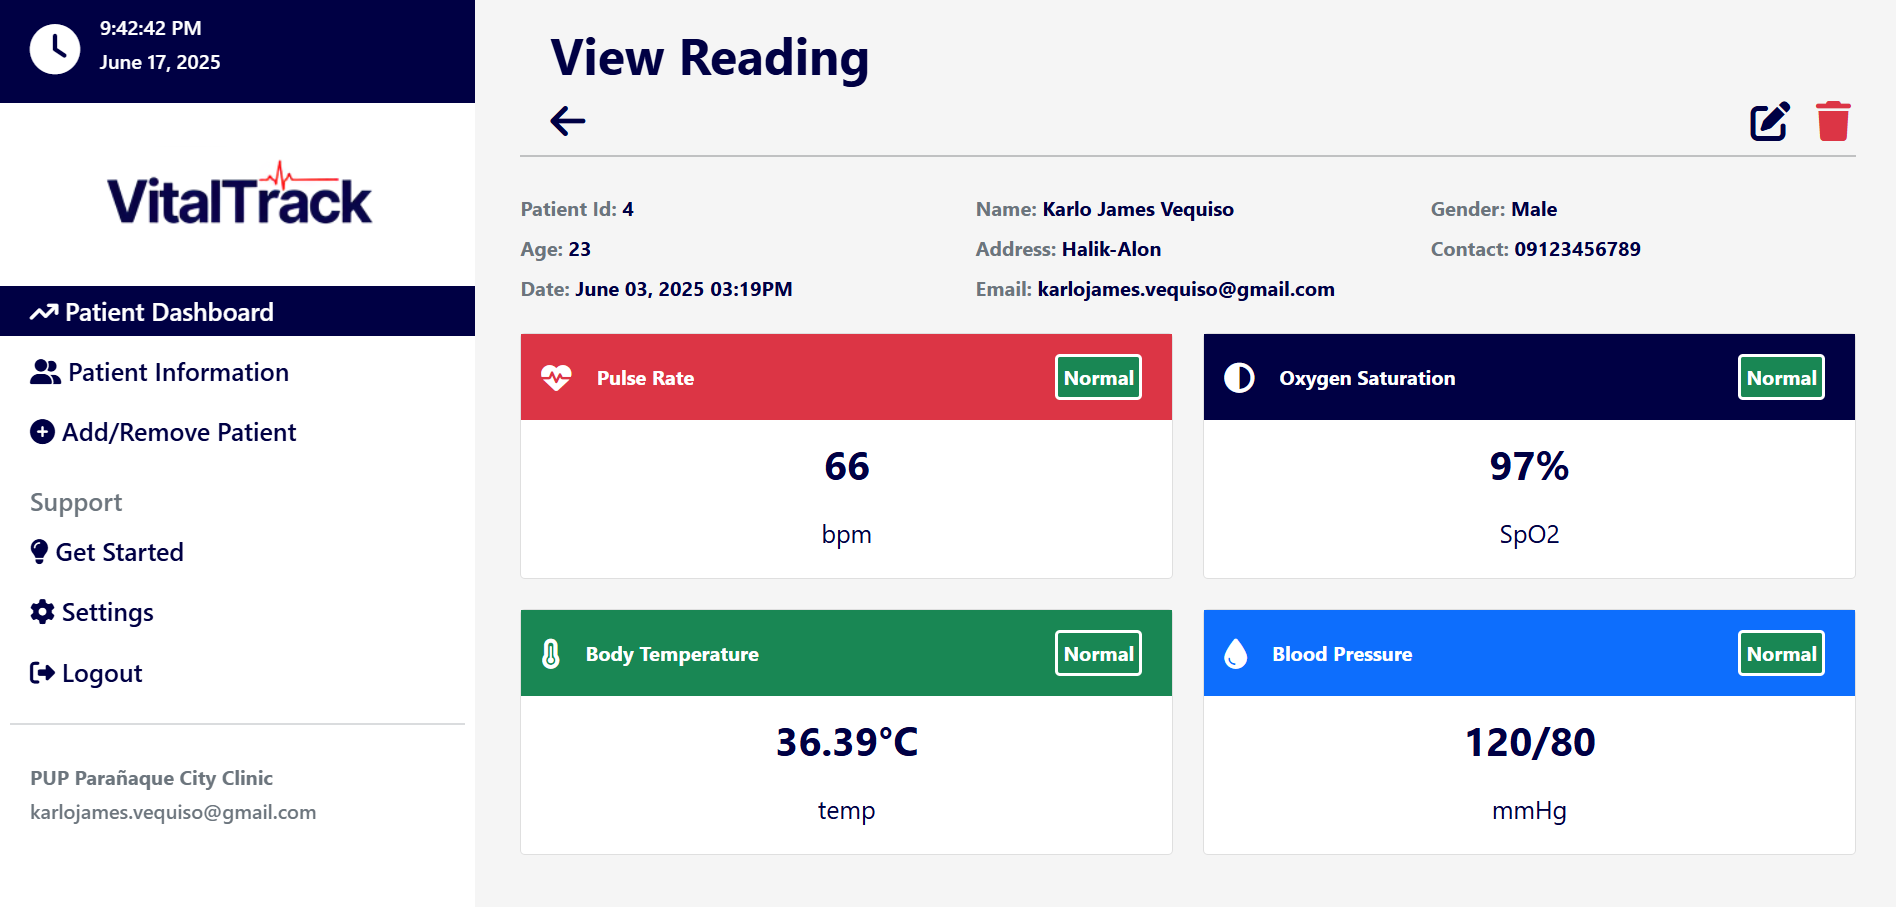 9:42:42 PM
June 17, 2025
VitalTrack
Patient Dashboard
Patient Information
Add/Remove Patient
Support
Get Started
Settings
Logout
PUP Parañaque City Clinic
karlojames.vequiso@gmail.com
View Reading
Patient Id: 4
Name: Karlo James Vequiso
Gender: Male
Age: 23
Address: Halik-Alon
Contact: 09123456789
Date: June 03, 2025 03:19PM
Email: karlojames.vequiso@gmail.com
Pulse Rate
Normal
66
bpm
Oxygen Saturation
Normal
97%
SpO2
Body Temperature
Normal
36.39°C
temp
Blood Pressure
Normal
120/80
mmHg